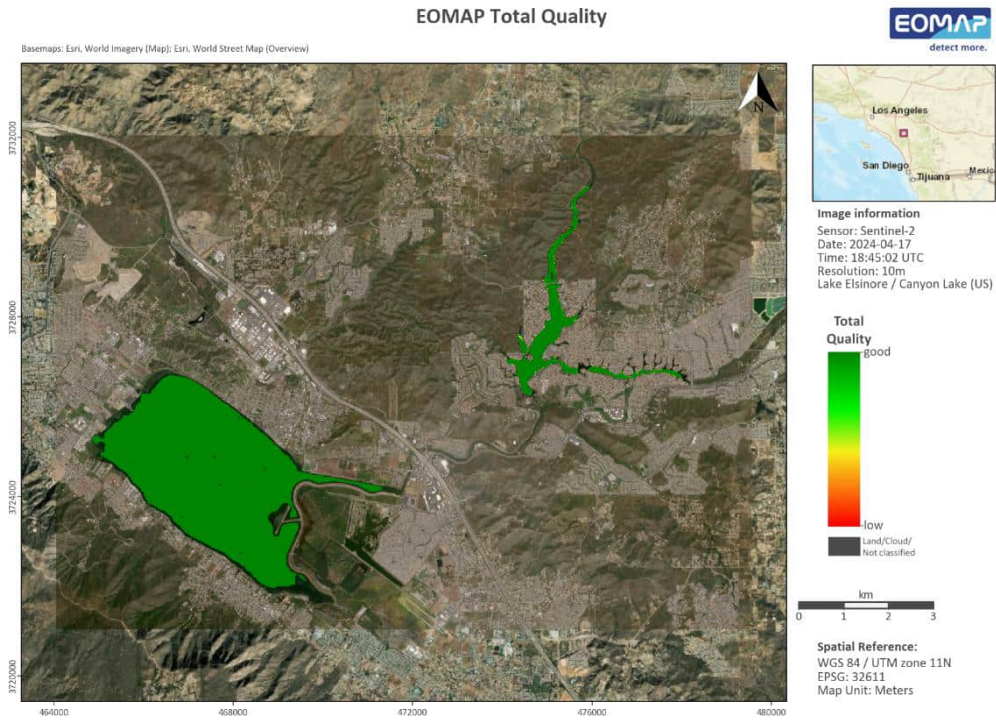 EOMAP Total Quality
EOMAP
detect more.
Basemaps: Esri, World Imagery (Map); Esri, World Street Map (Overview)
N
3732000
3728000
3724000
3720000
464000
468000
472000
476000
480000
Los Angeles
San Diego
Tijuana
Mexic
Image information
Sensor: Sentinel-2
Date: 2024-04-17
Time: 18:45:02 UTC
Resolution: 10m
Lake Elsinore / Canyon Lake (US)
Total
Quality
good
low
Land/Cloud/
Not classified
km
0 1 2 3
Spatial Reference:
WGS 84 / UTM zone 11N
EPSG: 32611
Map Unit: Meters